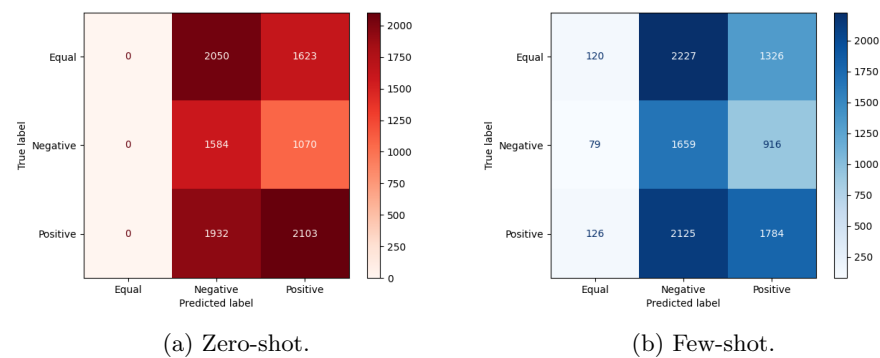 Equal
Negative
Positive
True label
0 2050 1623
0 1584 1070
0 1932 2103
Equal Negative Positive
Predicted label
2000
1750
1500
1250
1000
750
500
250
0
(a) Zero-shot.
Equal
Negative
Positive
True label
120 2227 1326
79 1659 916
126 2125 1784
Equal Negative Positive
Predicted label
2000
1750
1500
1250
1000
750
500
250
(b) Few-shot.